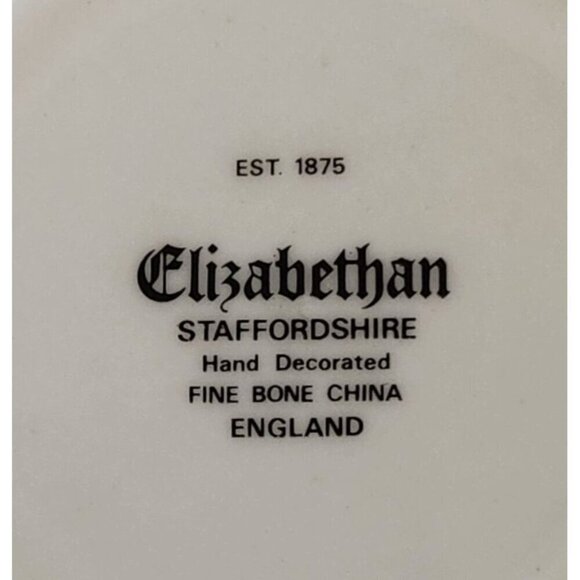 EST. 1875
Elizabethan
STAFFORDSHIRE
Hand Decorated
FINE BONE CHINA
ENGLAND